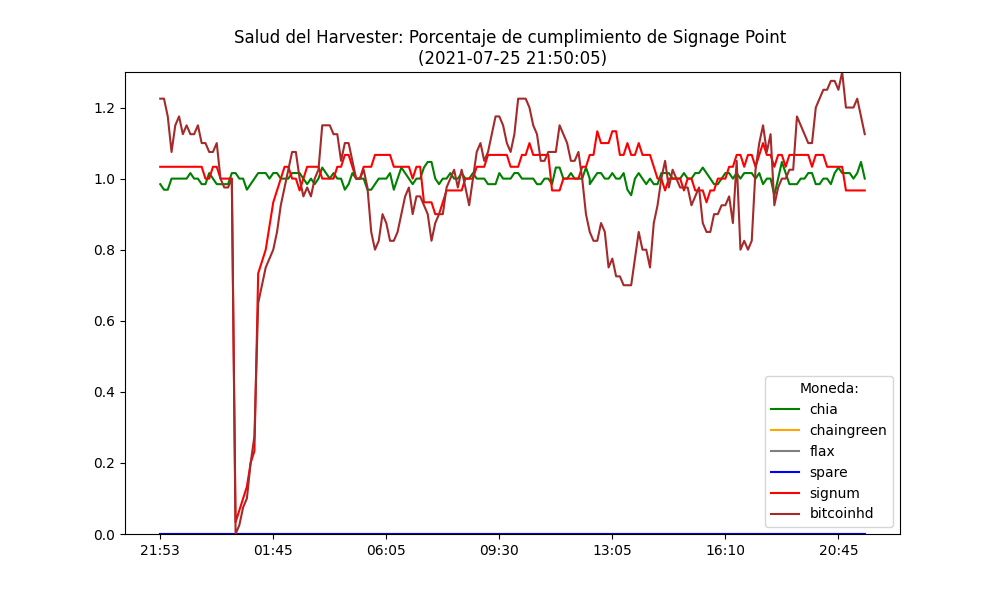 Salud del Harvester: Porcentaje de cumplimiento de Signage Point
(2021-07-25 21:50:05)
1.2
1.0
0.8
0.6
0.4
0.2
0.0
Moneda:
chia
chaingreen
flax
spare
signum
bitcoinhd
21:53 01:45 06:05 09:30 13:05 16:10 20:45